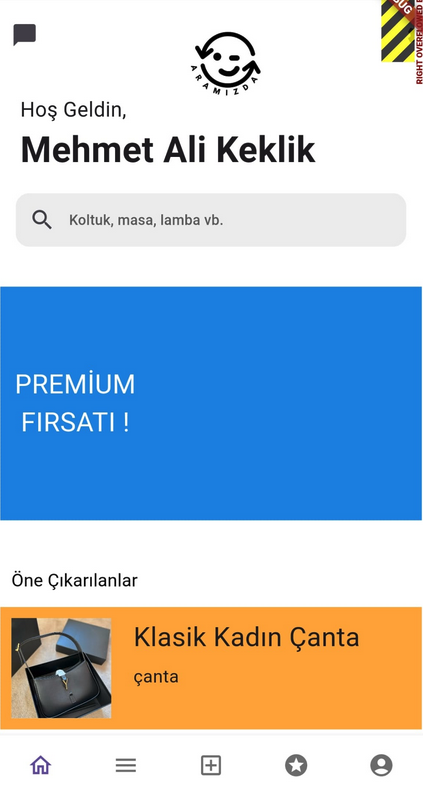 BUG
RIGHT OVERFLOWED B
ARAMIZDA
Hoş Geldin,
Mehmet Ali Keklik
Koltuk, masa, lamba vb.
PREMİUM
FIRSATI !
Öne Çıkarılanlar
Klasik Kadın Çanta
çanta